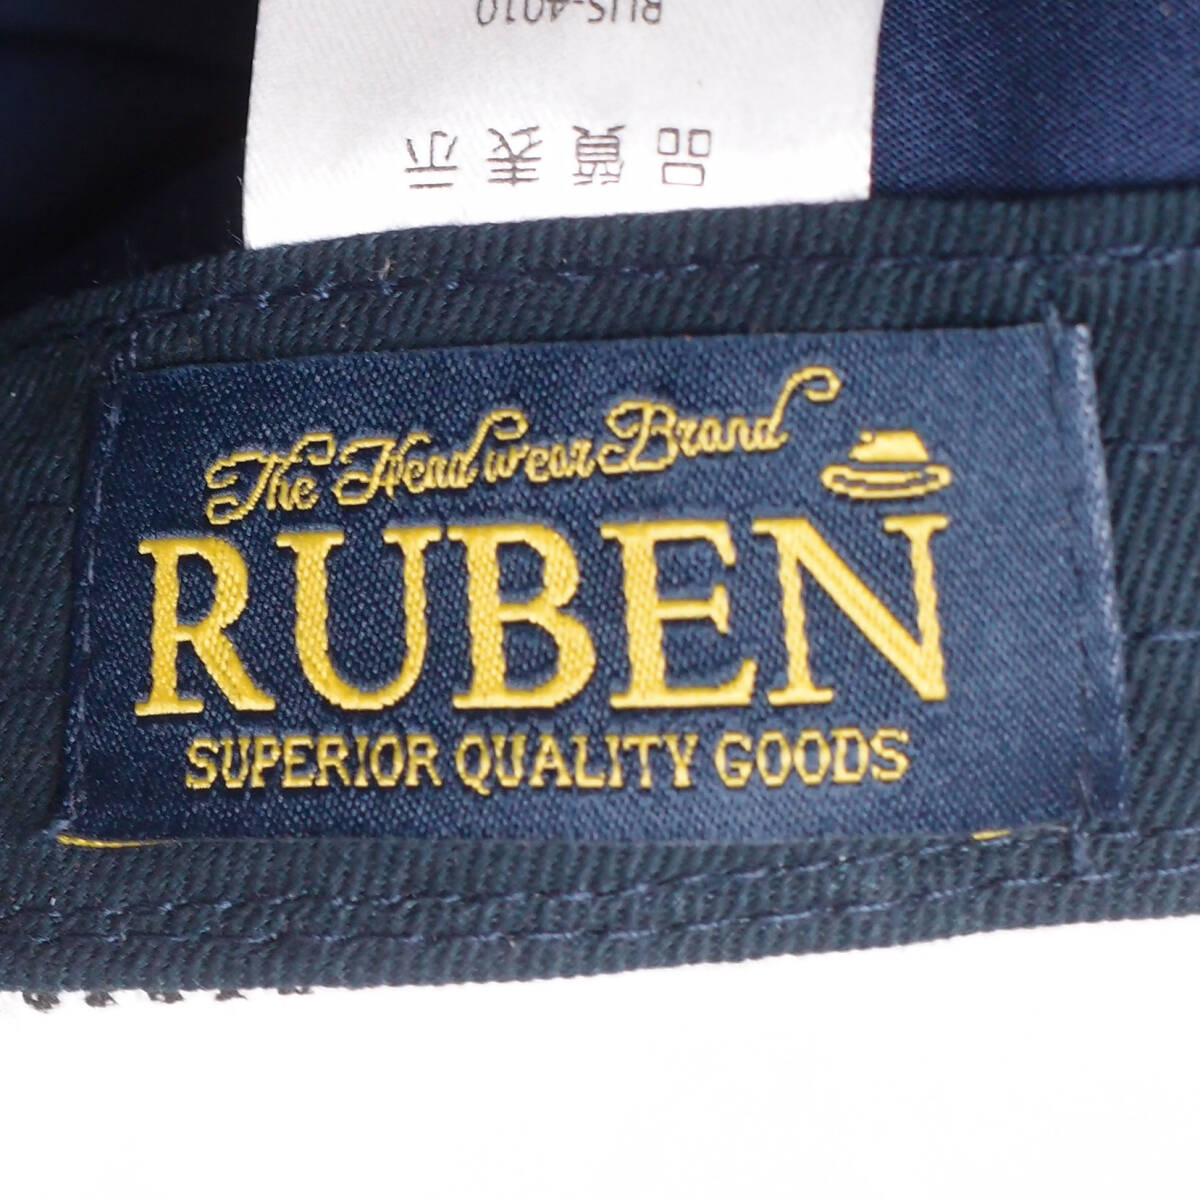 RUS-4010
品質表示
The Headwear Brand
RUBEN
SUPERIOR QUALITY GOODS